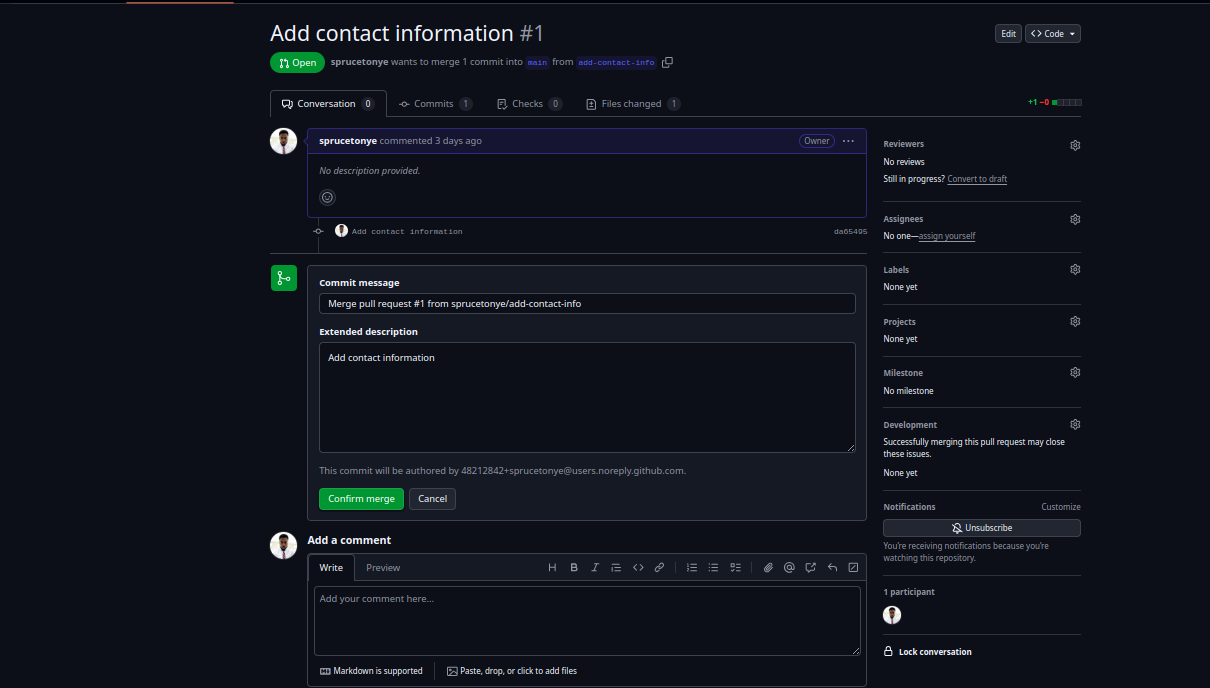 Add contact information #1
Edit
Code
Open
sprucetonye wants to merge 1 commit into main from add-contact-info
Conversation 0
Commits 1
Checks 0
Files changed 1
+1 −0
sprucetonye commented 3 days ago
Owner
No description provided.
Add contact information
da65495
Commit message
Merge pull request #1 from sprucetonye/add-contact-info
Extended description
Add contact information
This commit will be authored by 48212842+sprucetonye@users.noreply.github.com.
Confirm merge
Cancel
Add a comment
Write
Preview
Add your comment here...
Markdown is supported
Paste, drop, or click to add files
Reviewers
No reviews
Still in progress? Convert to draft
Assignees
No one—assign yourself
Labels
None yet
Projects
None yet
Milestone
No milestone
Development
Successfully merging this pull request may close
these issues.
None yet
Notifications
Customize
Unsubscribe
You're receiving notifications because you're
watching this repository.
1 participant
Lock conversation